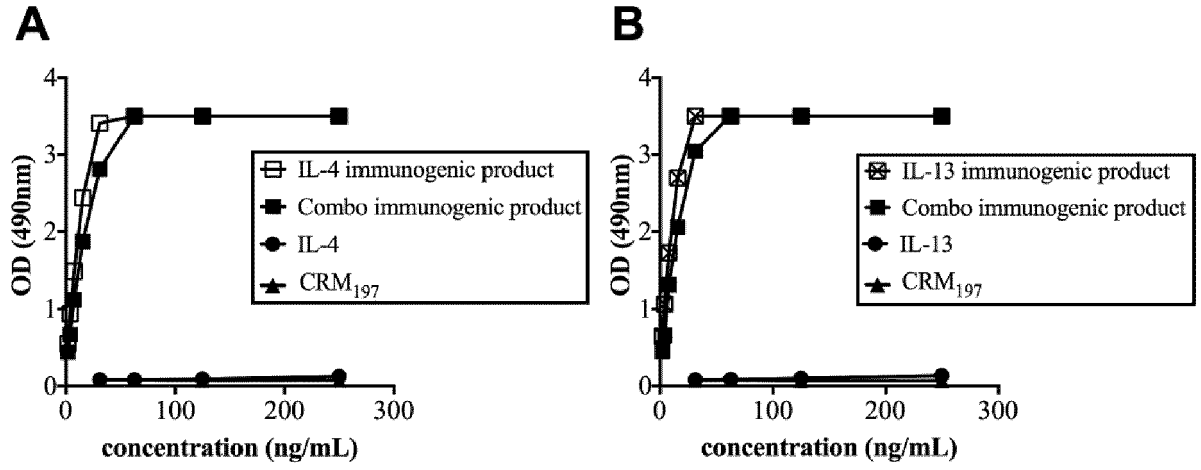 A
4
3
2
1
0
OD (490nm)
0
100
200
300
concentration (ng/mL)
IL-4 immunogenic product
Combo immunogenic product
IL-4
CRM197
B
4
3
2
1
0
OD (490nm)
0
100
200
300
concentration (ng/mL)
IL-13 immunogenic product
Combo immunogenic product
IL-13
CRM197